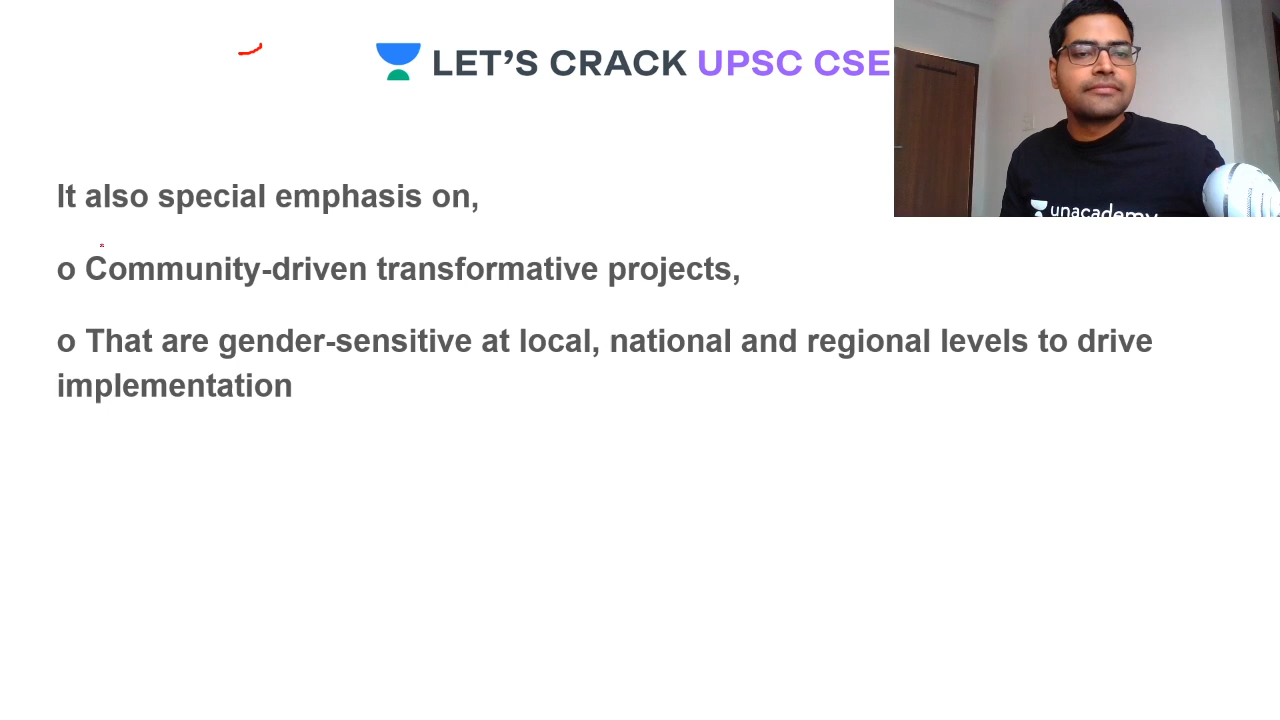 LET'S CRACK UPSC CSE
unacademy
It also special emphasis on,
o Community-driven transformative projects,
o That are gender-sensitive at local, national and regional levels to drive
implementation